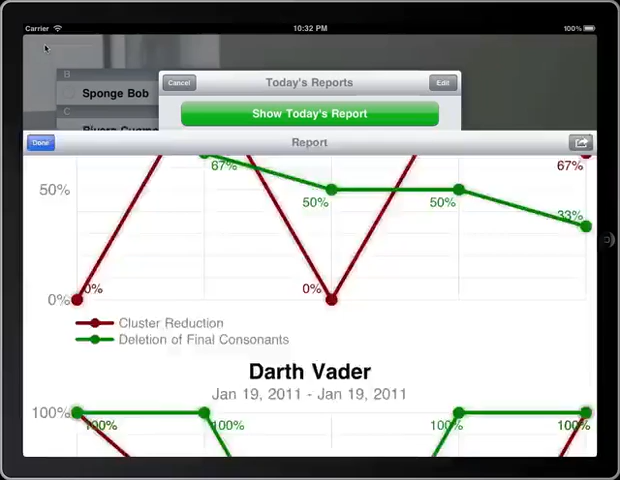 Carrier 10:32 PM 100%
B
Sponge Bob
C
Cancel Today's Reports Edit
Show Today's Report
Done Report
50%
67%
50%
50%
33%
67%
0%
0%
0%
Cluster Reduction
Deletion of Final Consonants
Darth Vader
Jan 19, 2011 - Jan 19, 2011
100%
100%
100%
100%
100%